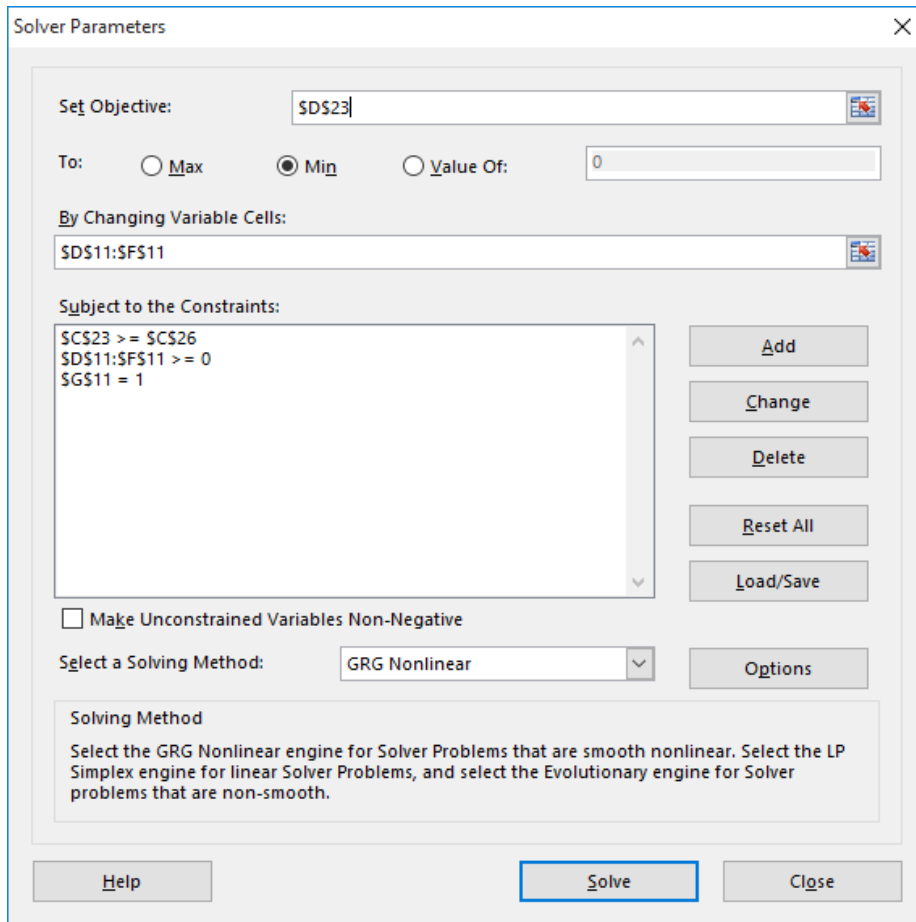 Solver Parameters
Set Objective: $D$23
To: Max Min Value Of: 0
By Changing Variable Cells:
$D$11:$F$11
Subject to the Constraints:
$C$23 >= $C$26
$D$11:$F$11 >= 0
$G$11 = 1
Add
Change
Delete
Reset All
Load/Save
Make Unconstrained Variables Non-Negative
Select a Solving Method: GRG Nonlinear Options
Solving Method
Select the GRG Nonlinear engine for Solver Problems that are smooth nonlinear. Select the LP
Simplex engine for linear Solver Problems, and select the Evolutionary engine for Solver
problems that are non-smooth.
Help Solve Close